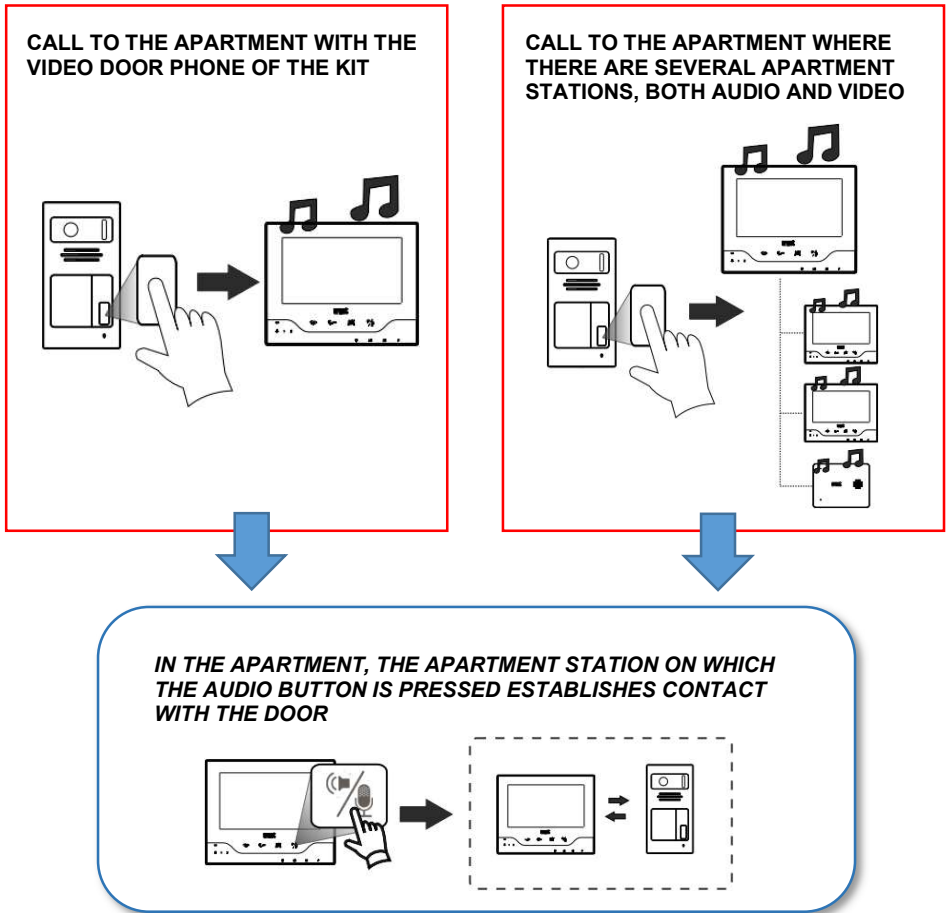 CALL TO THE APARTMENT WITH THE
VIDEO DOOR PHONE OF THE KIT
CALL TO THE APARTMENT WHERE
THERE ARE SEVERAL APARTMENT
STATIONS, BOTH AUDIO AND VIDEO
IN THE APARTMENT, THE APARTMENT STATION ON WHICH
THE AUDIO BUTTON IS PRESSED ESTABLISHES CONTACT
WITH THE DOOR